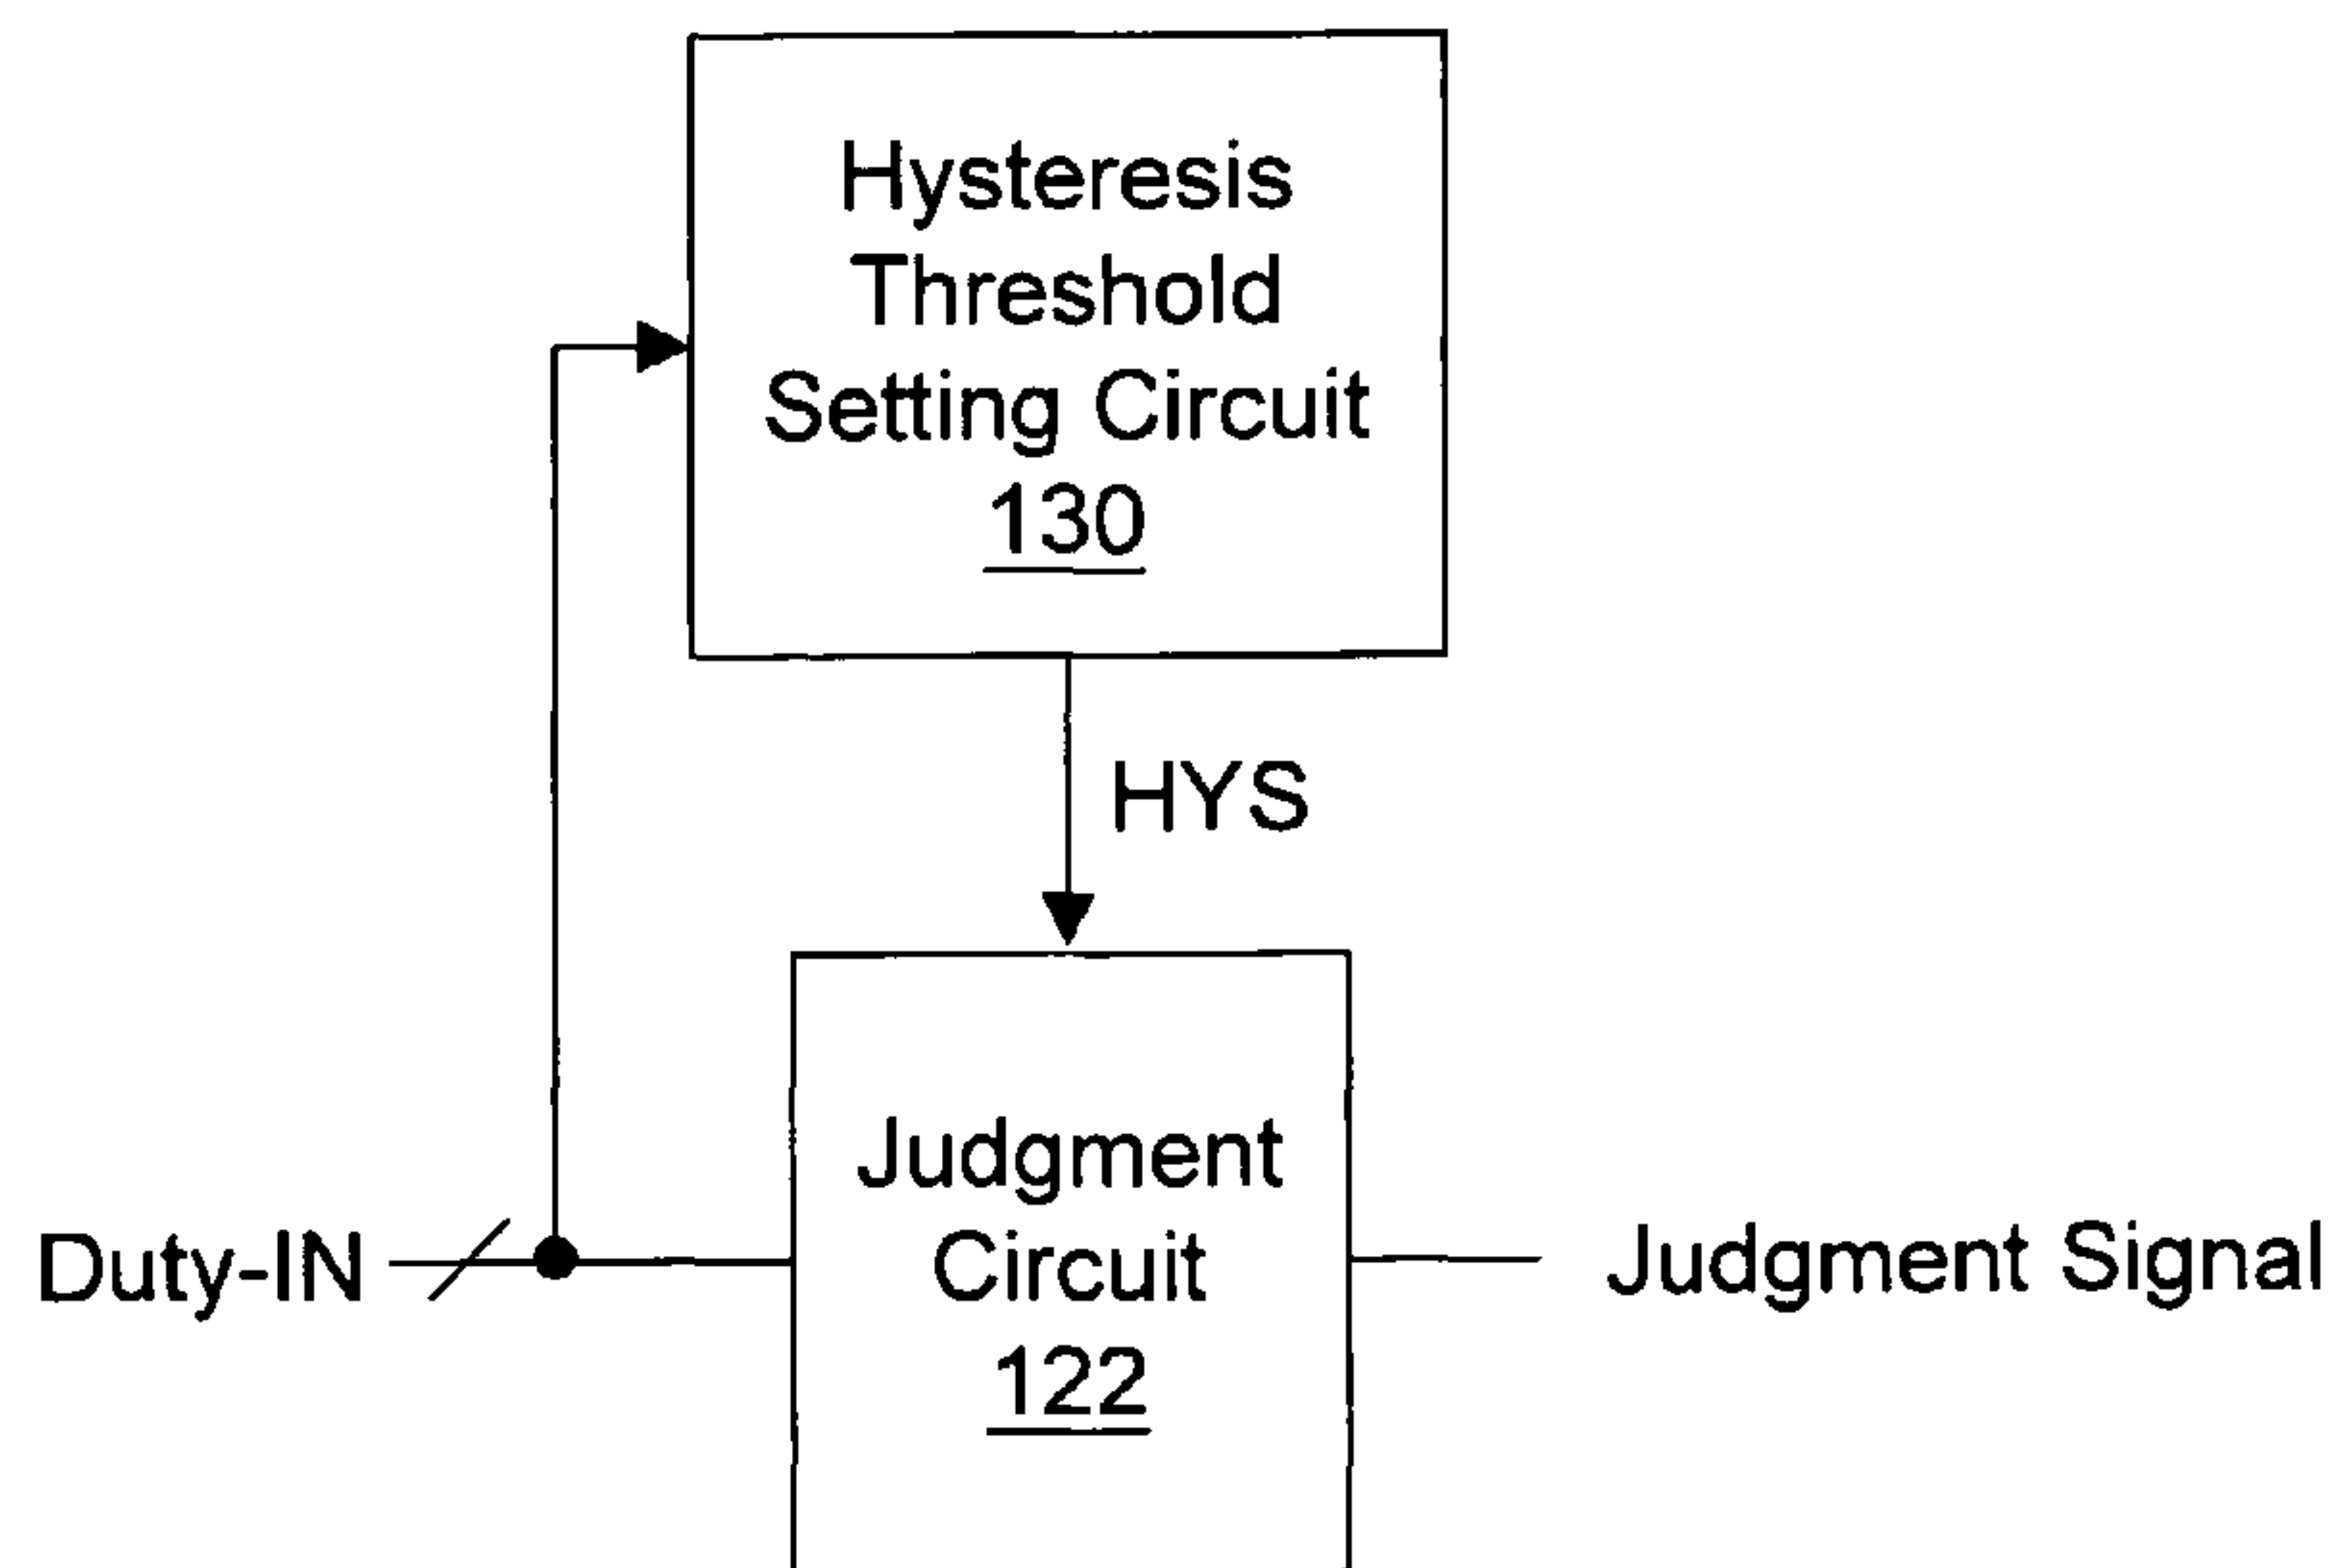 Hysteresis
Threshold
Setting Circuit
130
HYS
Judgment
Circuit
122
Duty-IN
Judgment Signal